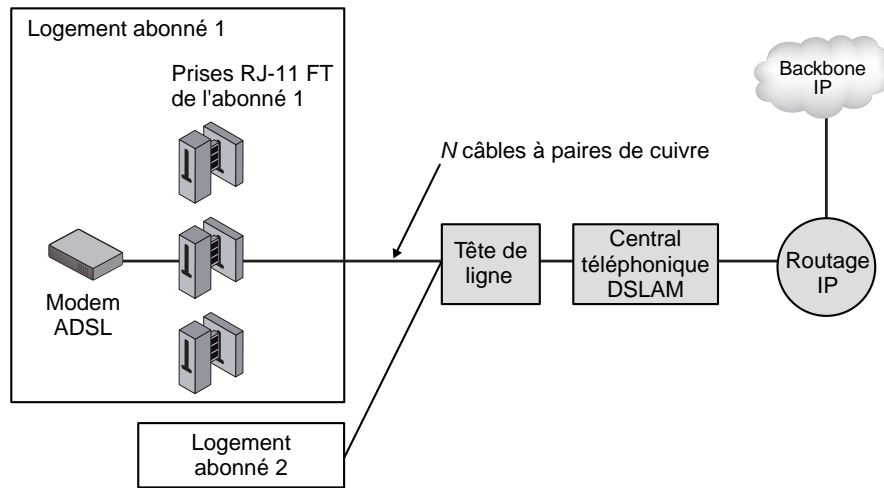 Logement abonné 1
Prises RJ-11 FT
de l'abonné 1
Backbone
IP
N câbles à paires de cuivre
Modem
ADSL
Tête de
ligne
Central
téléphonique
DSLAM
Routage
IP
Logement
abonné 2